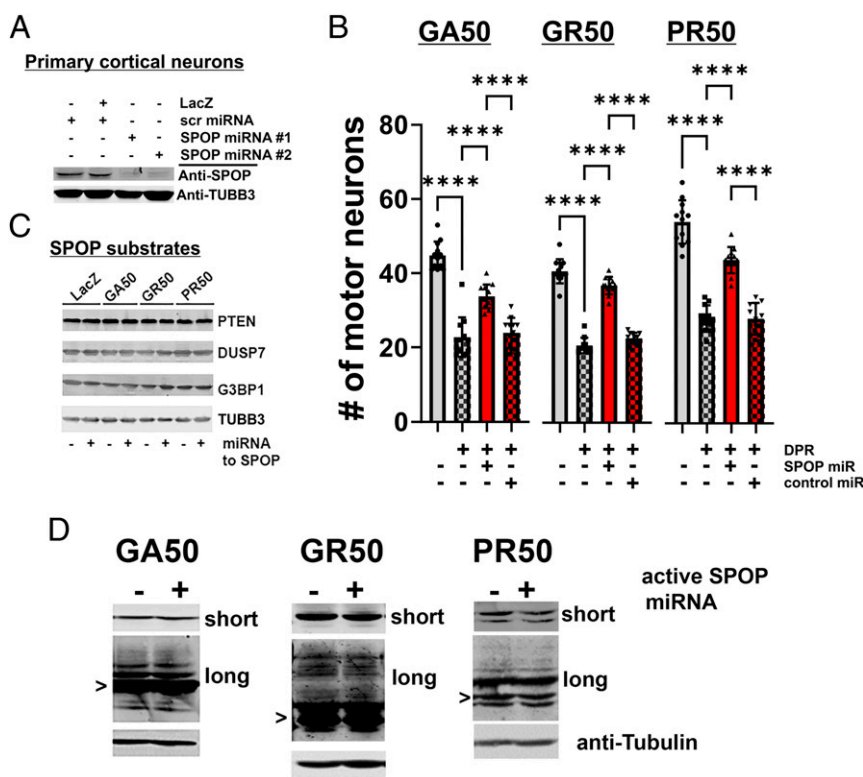 A
Primary cortical neurons
+ LacZ
+ + - - scr miRNA
- - + - SPOP miRNA #1
- - - + SPOP miRNA #2
Anti-SPOP
Anti-TUBB3
B
GA50 GR50 PR50
**** **** ****
**** **** ****
**** **** ****
**** **** ****
# of motor neurons
80
60
40
20
0
- + + + - + + + - + + + DPR
- - + - - - + - - - + - SPOP miR
- - - + - - - + - - - + control miR
C
SPOP substrates
LacZ GA50 GR50 PR50
PTEN
DUSP7
G3BP1
TUBB3
- + - + - + - + miRNA
to SPOP
D
GA50 GR50 PR50
- + - + - + active SPOP
miRNA
short short short
long long long
> > >
anti-Tubulin